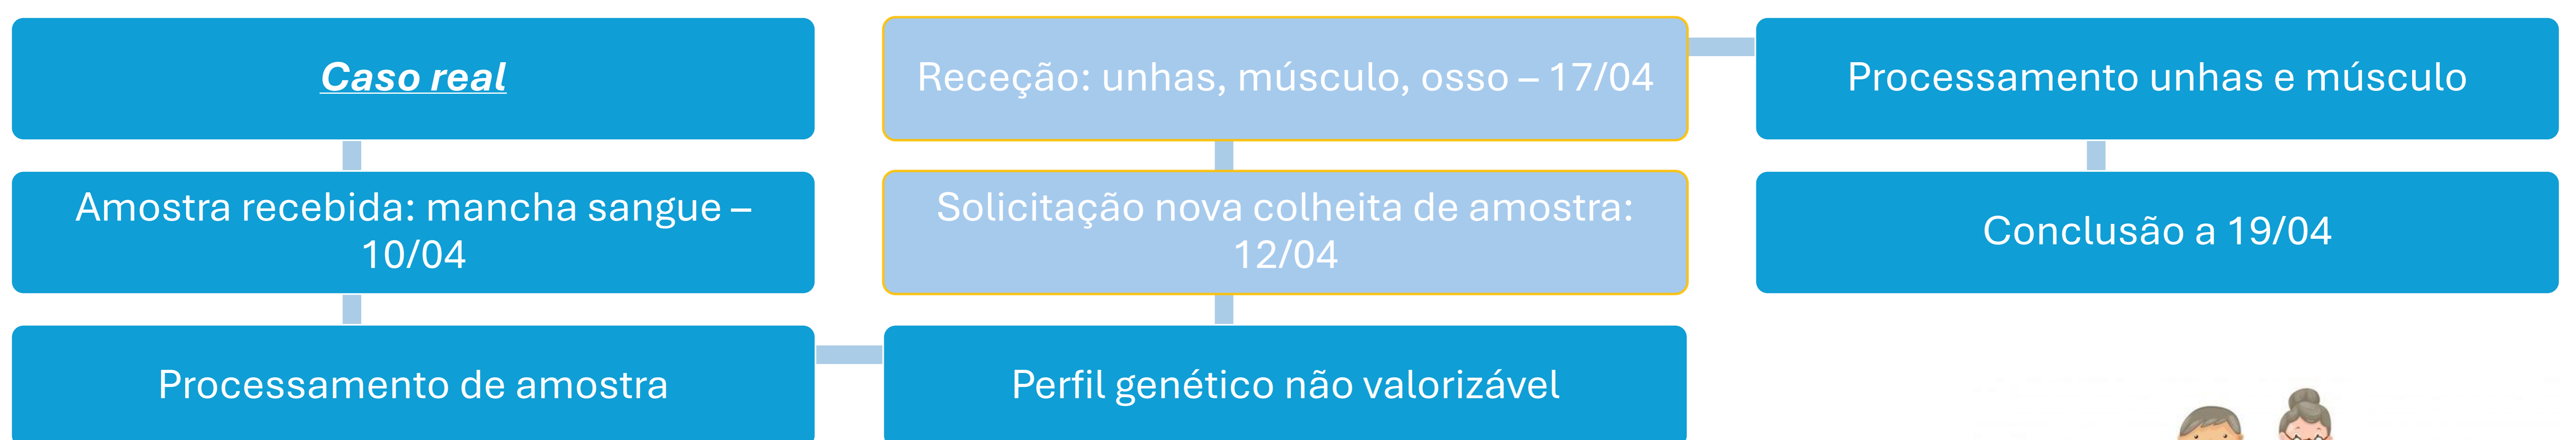 Caso real
Amostra recebida: mancha sangue –
10/04
Processamento de amostra
Perfil genético não valorizável
Solicitação nova colheita de amostra:
12/04
Receção: unhas, músculo, osso – 17/04
Processamento unhas e músculo
Conclusão a 19/04